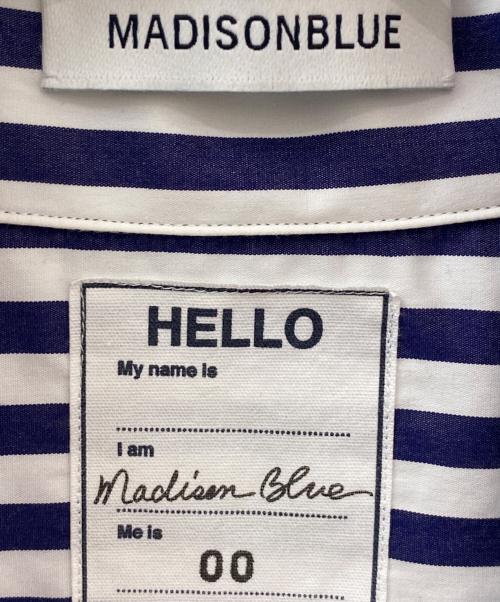 MADISONBLUE
HELLO
My name is
I am
Madison Blue
Me is
00